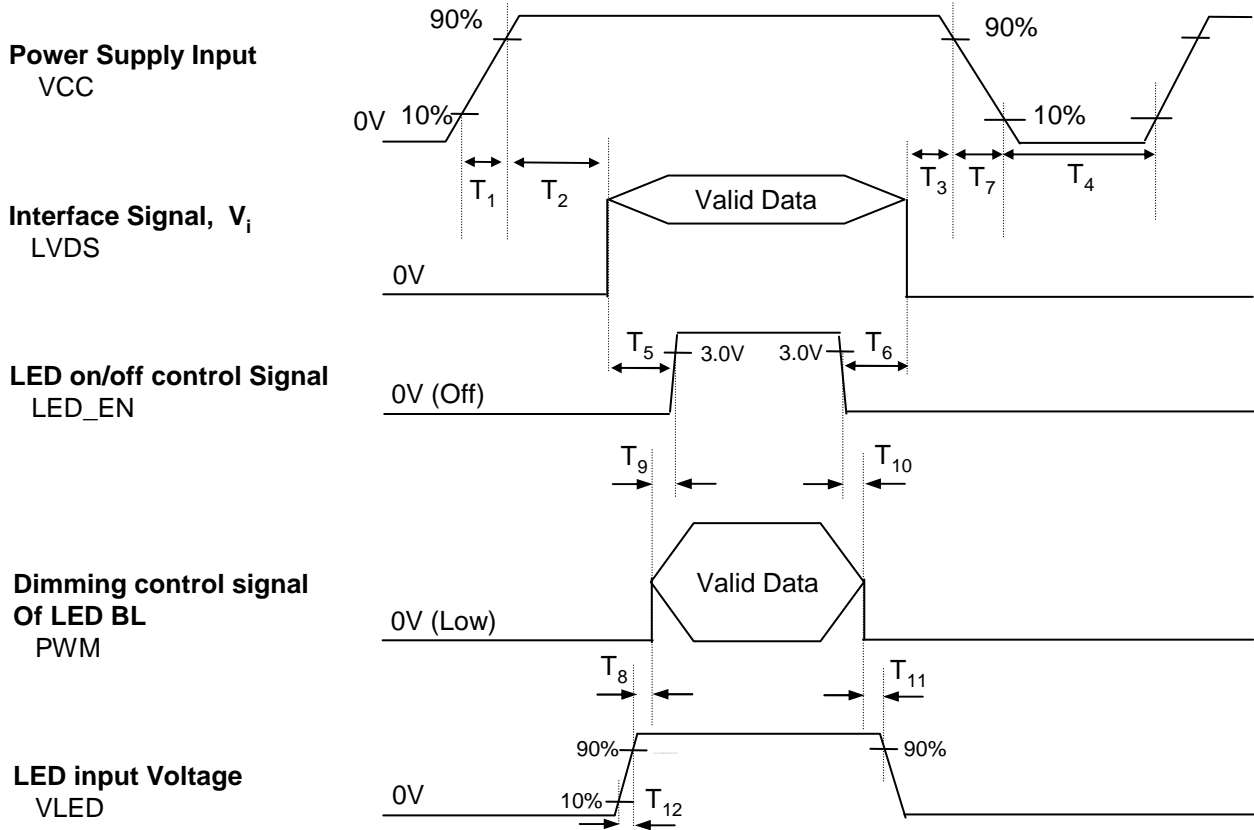 90%
90%
Power Supply Input
VCC
0V
10%
10%
T1
T2
T3
T7
T4
Interface Signal, Vi
LVDS
Valid Data
0V
T5
3.0V
3.0V
T6
LED on/off control Signal
LED_EN
0V (Off)
T9
T10
Dimming control signal
Of LED BL
PWM
Valid Data
0V (Low)
T8
T11
LED input Voltage
VLED
90%
90%
0V
10%
T12